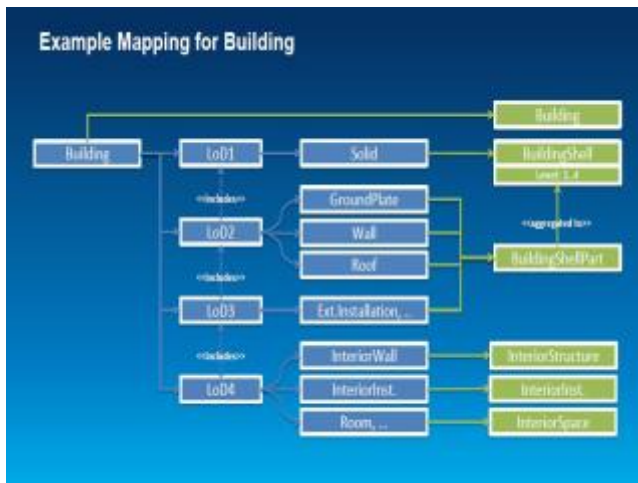 Example Mapping for Building
Building
Building
LoD1
Solid
BuildingShell
Level: 1..4
<<includes>>
GroundPlate
<<aggregated to>>
LoD2
Wall
Roof
BuildingShellPart
<<includes>>
LoD3
Ext.Installation, ..
<<includes>>
InteriorWall
InteriorStructure
LoD4
InteriorInst.
InteriorInst.
Room, ...
InteriorSpace